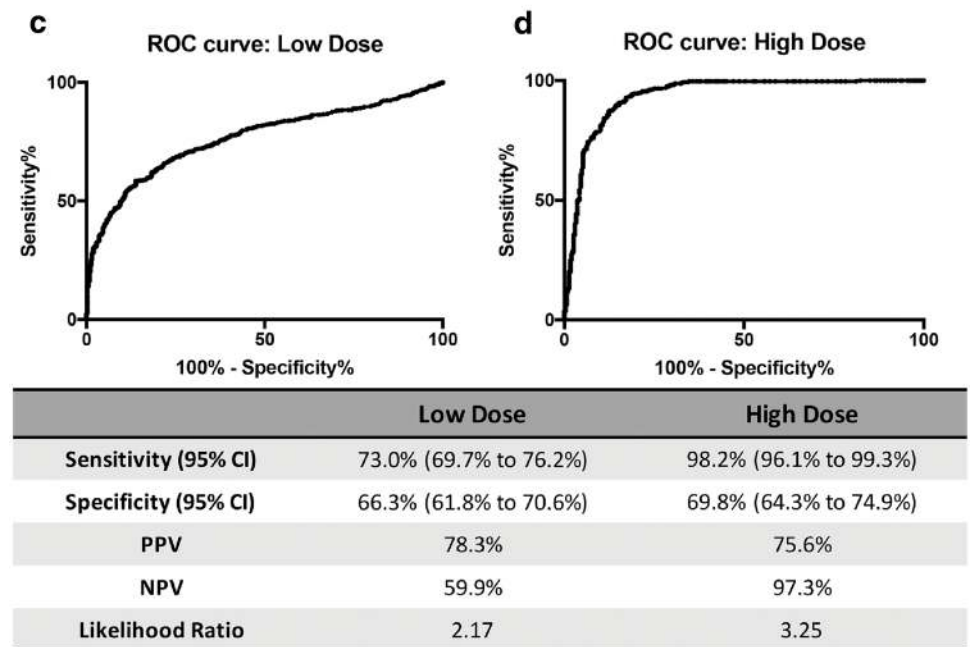 c
ROC curve: Low Dose
Sensitivity%
100
50
0
0 50 100
100% - Specificity%
d
ROC curve: High Dose
Sensitivity%
100
50
0
0 50 100
100% - Specificity%
Low Dose High Dose
Sensitivity (95% CI) 73.0% (69.7% to 76.2%) 98.2% (96.1% to 99.3%)
Specificity (95% CI) 66.3% (61.8% to 70.6%) 69.8% (64.3% to 74.9%)
PPV 78.3% 75.6%
NPV 59.9% 97.3%
Likelihood Ratio 2.17 3.25